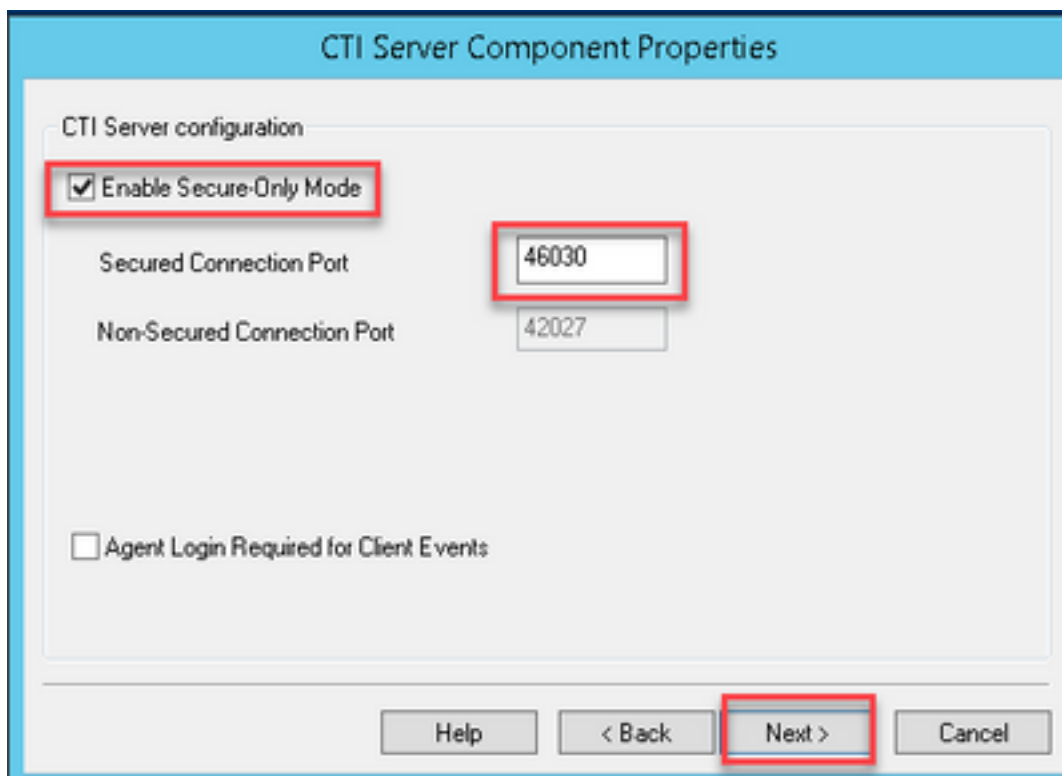 CTI Server Component Properties
CTI Server configuration
Enable Secure-Only Mode
Secured Connection Port 46030
Non-Secured Connection Port 42027
Agent Login Required for Client Events
Help < Back Next > Cancel